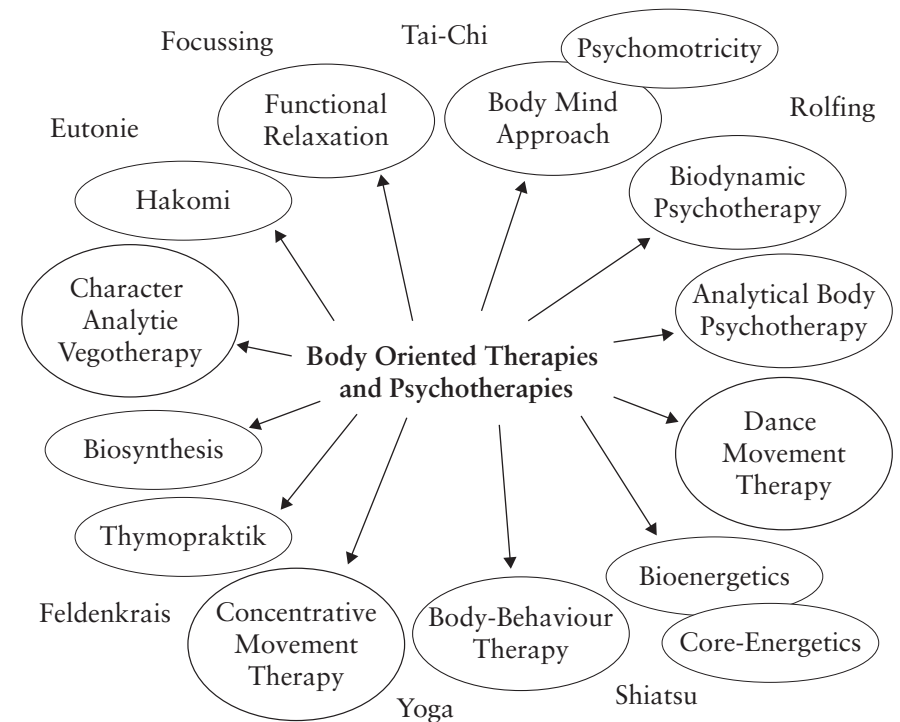 Focussing
Tai-Chi
Psychomotricity
Functional
Relaxation
Body Mind
Approach
Rolfing
Eutonie
Hakomi
Biodynamic
Psychotherapy
Character
Analytie
Vegotherapy
Analytical Body
Psychotherapy
Body Oriented Therapies
and Psychotherapies
Biosynthesis
Dance
Movement
Therapy
Thymopraktik
Bioenergetics
Feldenkrais
Concentrative
Movement
Therapy
Body-Behaviour
Therapy
Core-Energetics
Yoga
Shiatsu